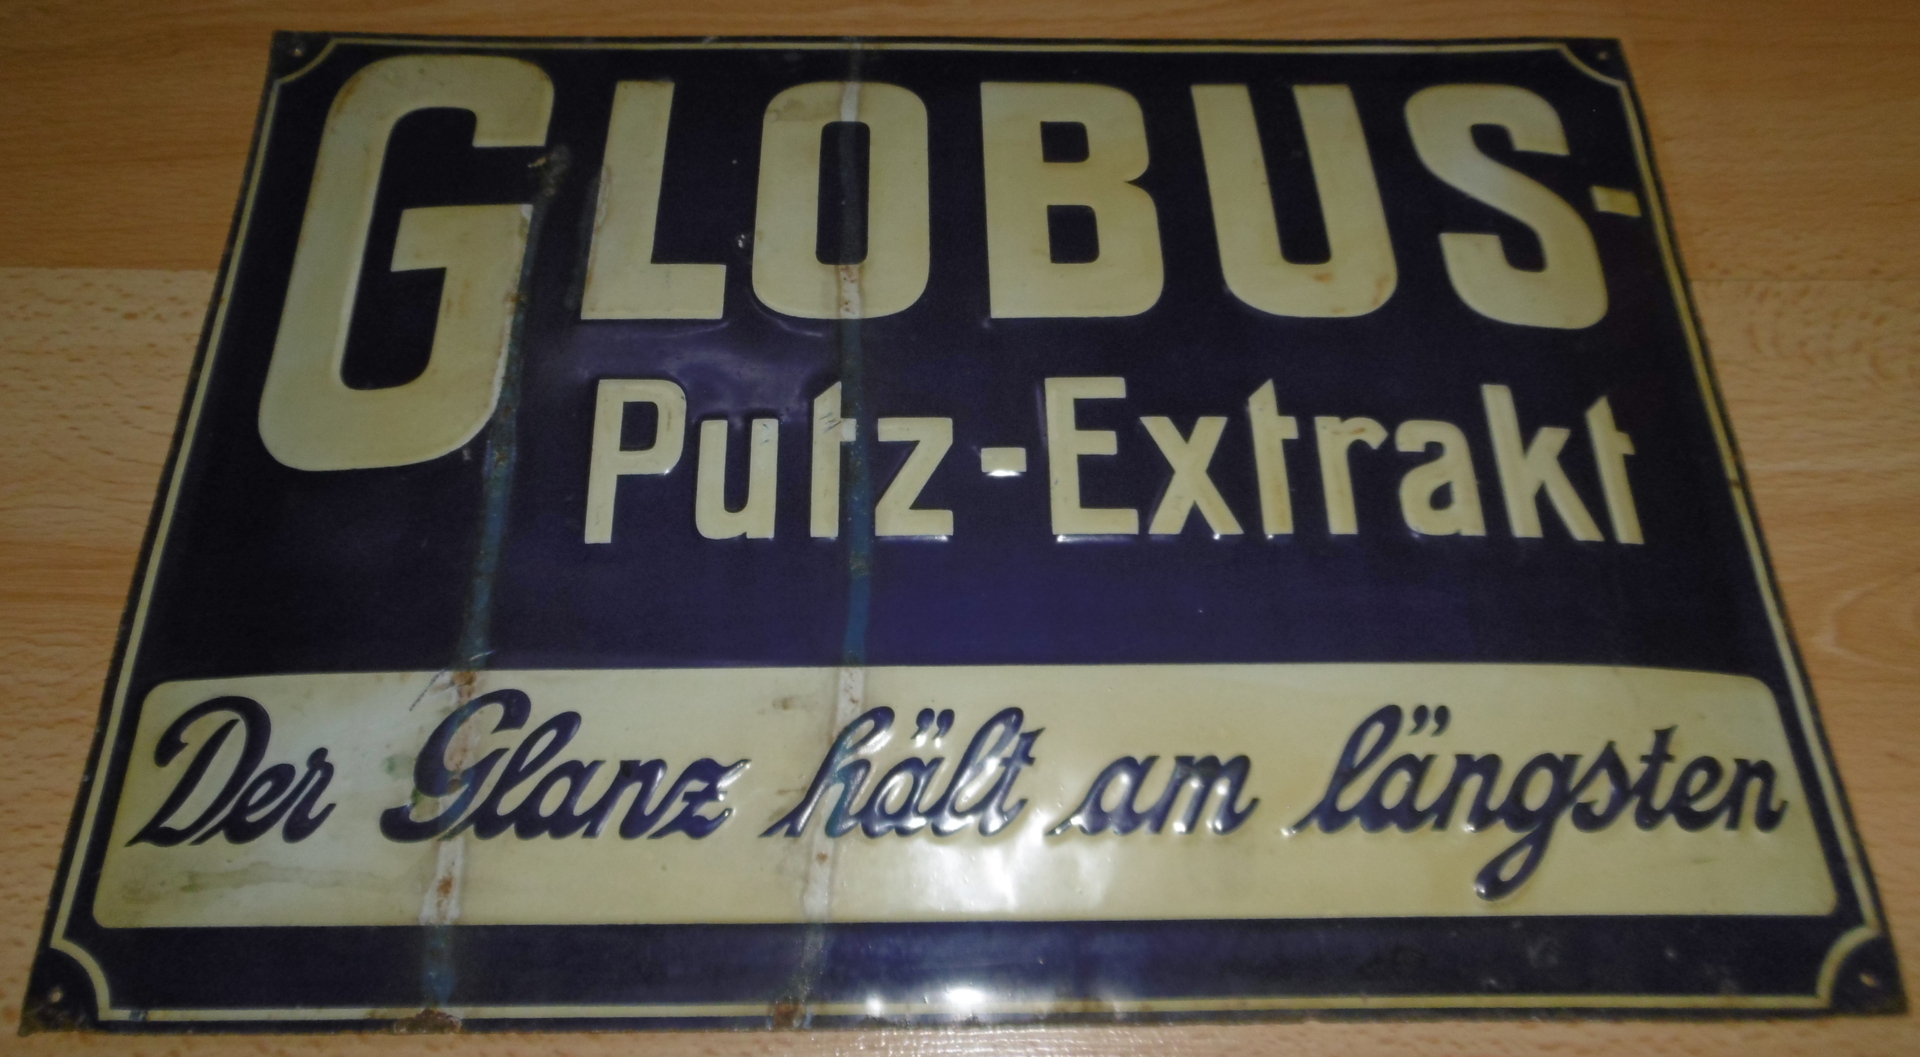 GLOBUS-
Putz-Extrakt
Der Glanz hält am längsten